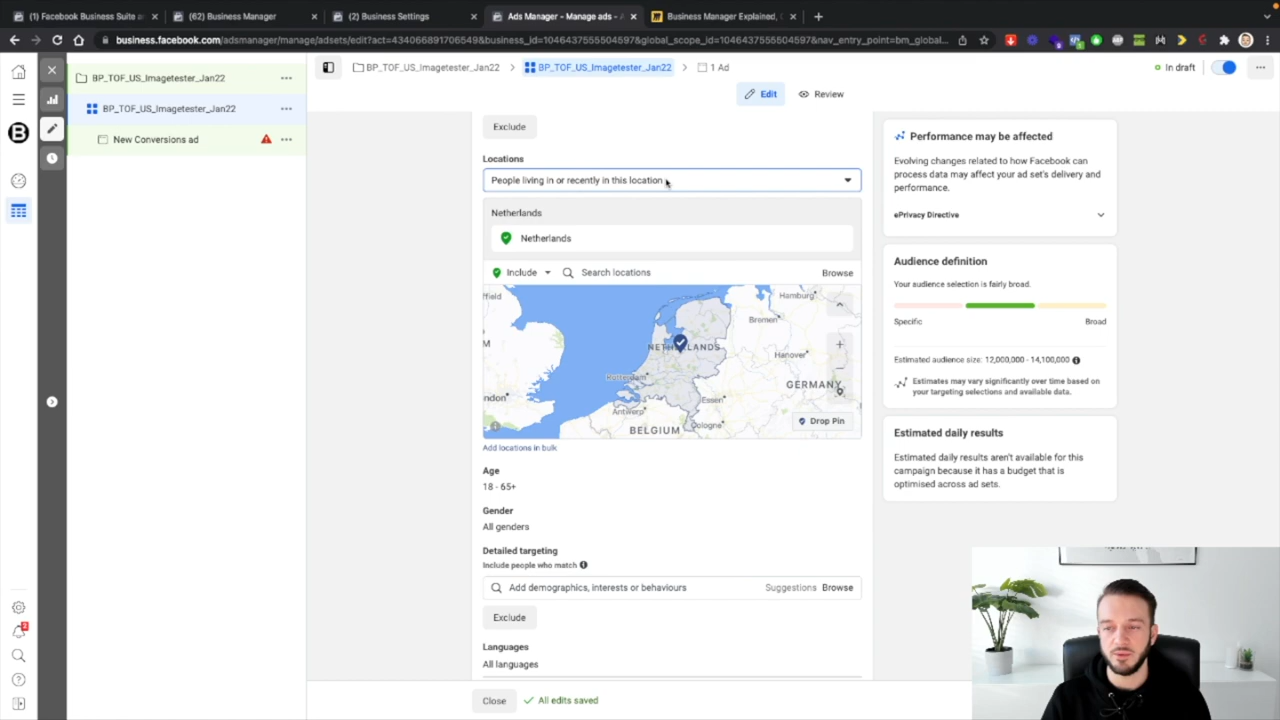 (1) Facebook Business Suite a
(62) Business Manager
(2) Business Settings
Ads Manager - Manage ads - A
Business Manager Explained, C
business.facebook.com/adsmanager/manage/adsets/edit?act=434066891706549&business_id=10464375555504597&global_scope_id=10464375555504597&nav_entry_point=bm_global...
BP_TOF_US_Imagetester_Jan22
BP_TOF_US_Imagetester_Jan22
New Conversions ad
BP_TOF_US_Imagetester_Jan22
BP_TOF_US_Imagetester_Jan22
1 Ad
In draft
Edit
Review
Exclude
Locations
People living in or recently in this location
Netherlands
Netherlands
Include
Search locations
Browse
ffield
Hamburg
Bremen
NETHERLANDS
Hanover
Rotterdam
GERMANY
ndon
Antwerp
Essen
Cologne
BELGIUM
Drop Pin
Add locations in bulk
Age
18 - 65+
Gender
All genders
Detailed targeting
Include people who match
Add demographics, interests or behaviours
Suggestions
Browse
Exclude
Languages
All languages
Close
All edits saved
Performance may be affected
Evolving changes related to how Facebook can
process data may affect your ad set's delivery and
performance.
ePrivacy Directive
Audience definition
Your audience selection is fairly broad.
Specific
Broad
Estimated audience size: 12,000,000 - 14,100,000
Estimates may vary significantly over time based on
your targeting selections and available data.
Estimated daily results
Estimated daily results aren't available for this
campaign because it has a budget that is
optimised across ad sets.